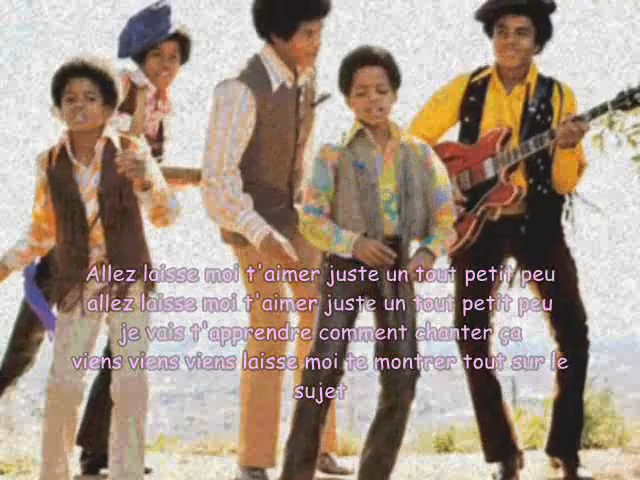 Allez laisse moi t'aimer juste un tout petit peu
allez laisse moi t'aimer juste un tout petit peu
je vais t'apprendre comment chanter ça
viens viens viens laisse moi te montrer tout sur le
sujet